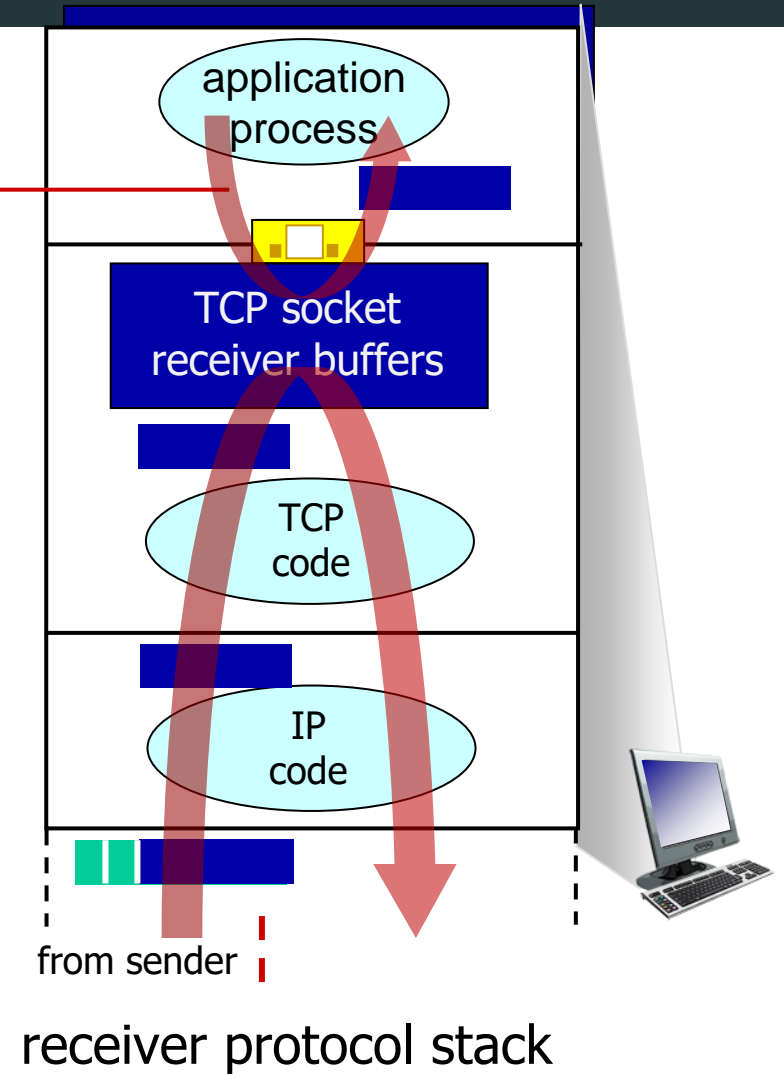 application
process
TCP socket
receiver buffers
TCP
code
IP
code
from sender
receiver protocol stack